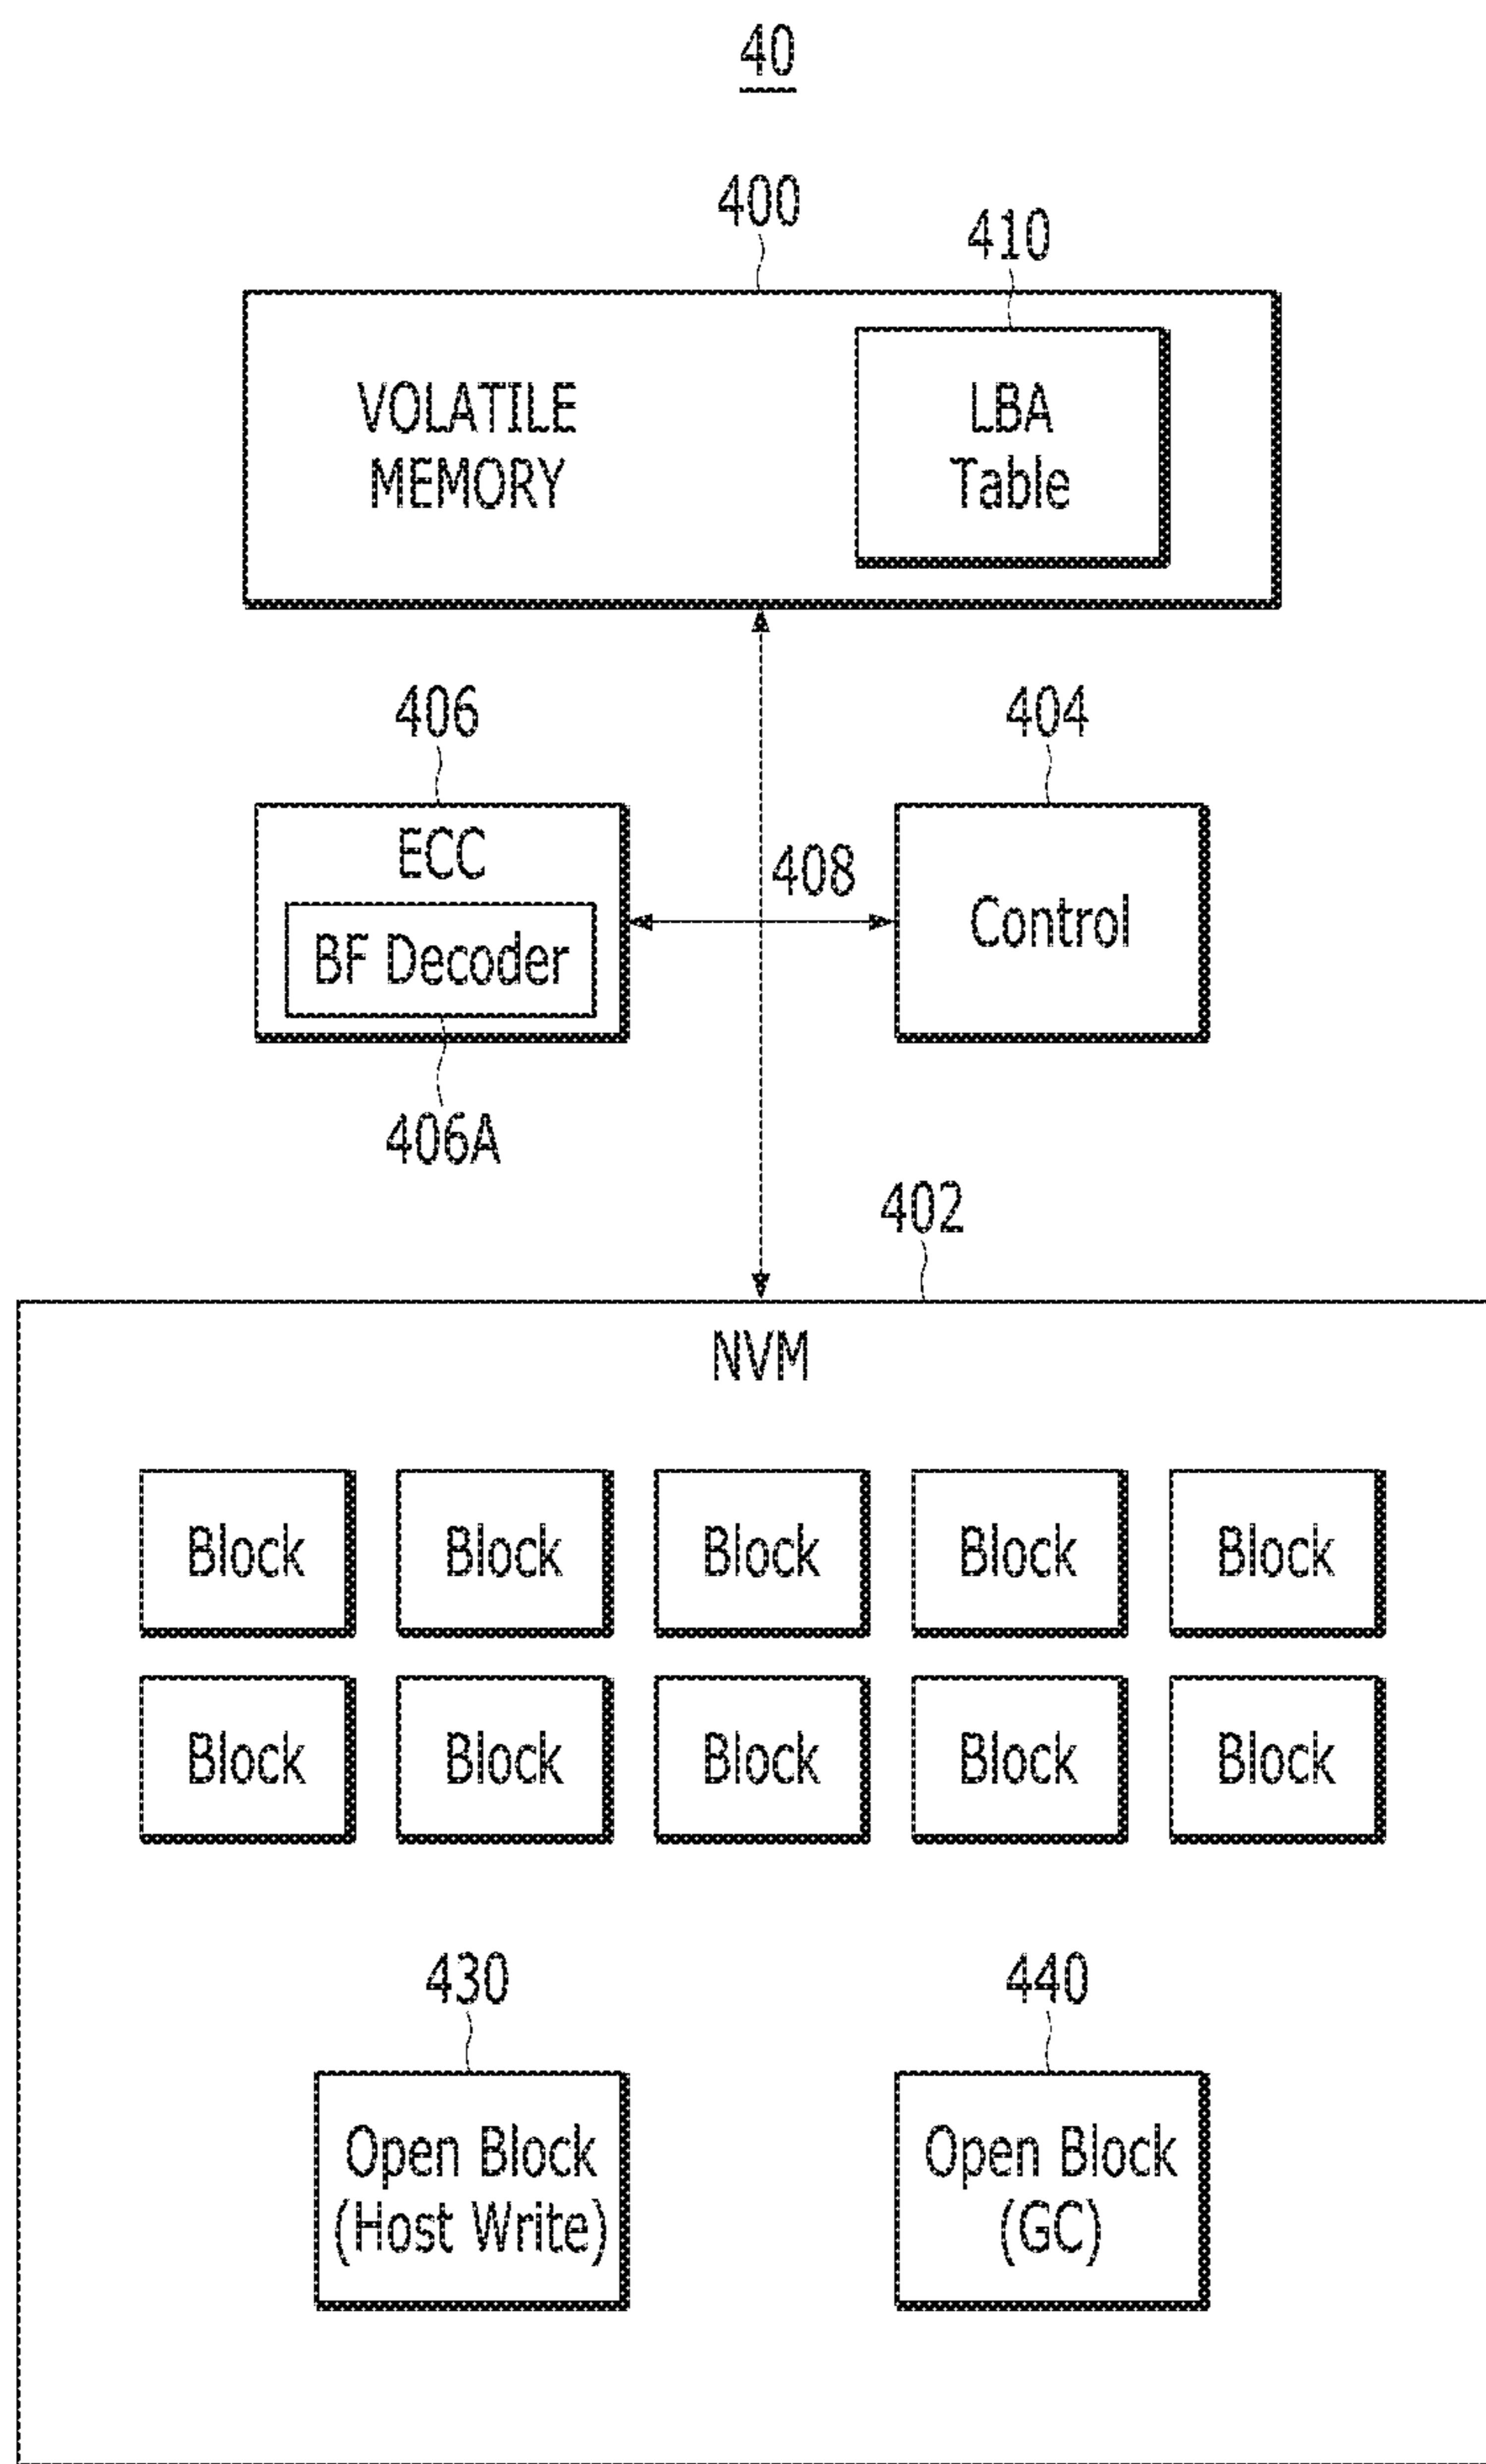 40
400
410
VOLATILE
MEMORY
LBA
Table
406
404
ECC
408
BF Decoder
Control
406A
402
NVM
Block Block Block Block Block
Block Block Block Block Block
430
440
Open Block
(Host Write)
Open Block
(GC)